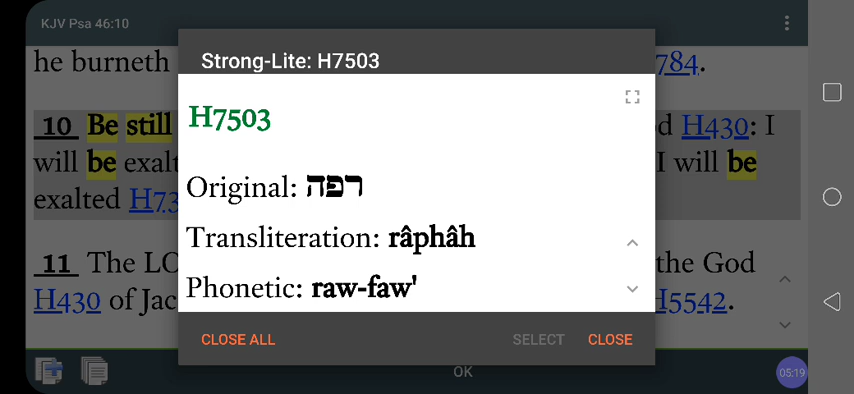 KJV Psa 46:10
Strong-Lite: H7503
he burneth
784.
H7503
10 Be still
d H430: I
will be exalt
I will be
exalted H73
Original: רפה
Transliteration: râphâh
Phonetic: raw-faw'
11 The LO
the God
H430 of Jac
H5542.
CLOSE ALL
SELECT
CLOSE
OK
05:19